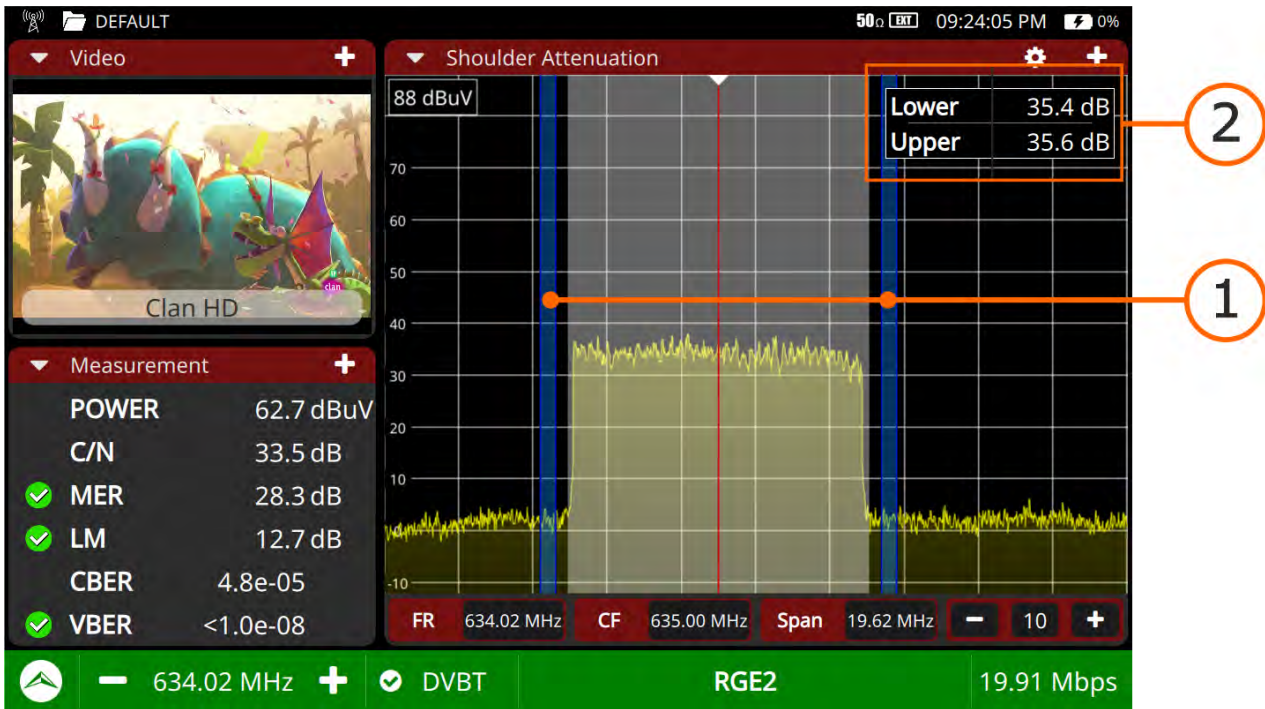 DEFAULT
50Ω EXT 09:24:05 PM 0%
Video
clan
Clan HD
Measurement
POWER 62.7 dBuV
C/N 33.5 dB
MER 28.3 dB
LM 12.7 dB
CBER 4.8e-05
VBER <1.0e-08
Shoulder Attenuation
88 dBuV
Lower 35.4 dB
Upper 35.6 dB
2
70
60
50
1
40
30
20
10
0
-10
FR 634.02 MHz CF 635.00 MHz Span 19.62 MHz − 10 +
− 634.02 MHz + DVBT RGE2 19.91 Mbps